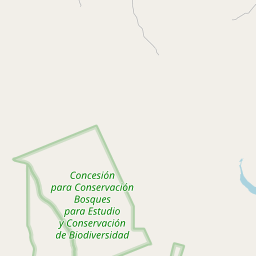 Concesión
para Conservación
Bosques
para Estudio
y Conservación
de Biodiversidad